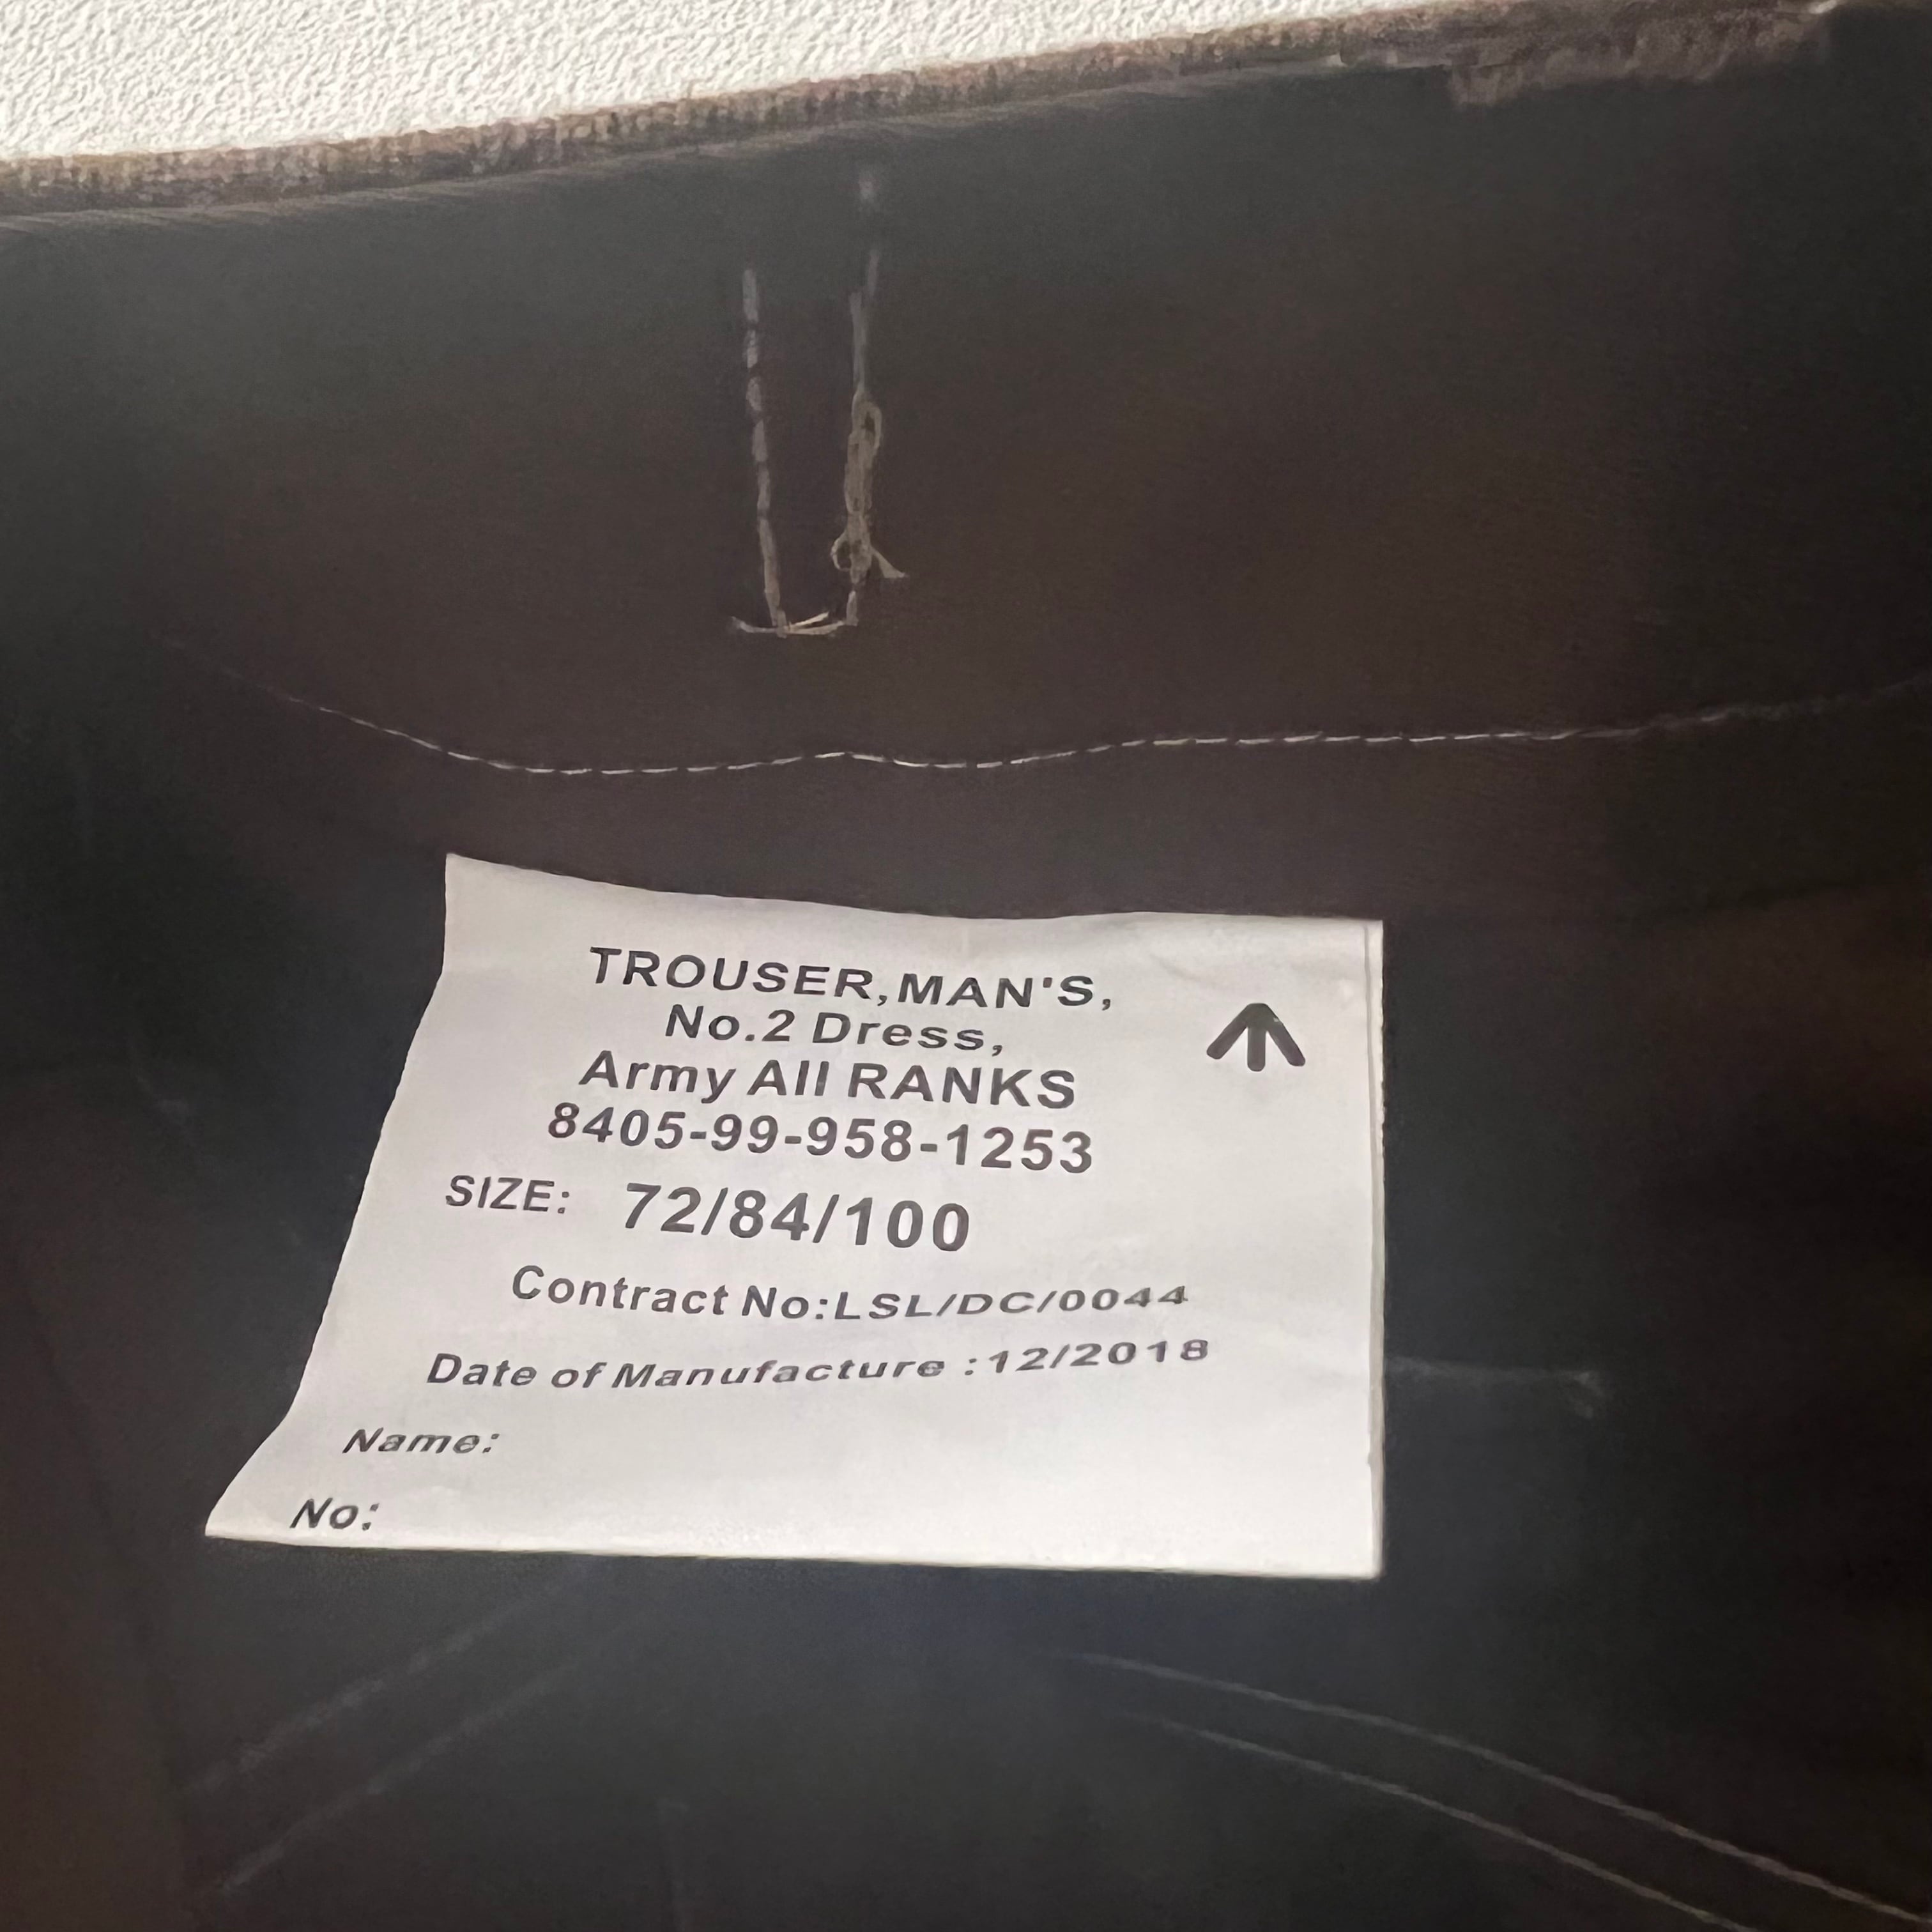 TROUSER,MAN'S,
No.2 Dress,
Army All RANKS
8405-99-958-1253
SIZE: 72/84/100
Contract No:LSL/DC/0044
Date of Manufacture :12/2018
Name:
No: